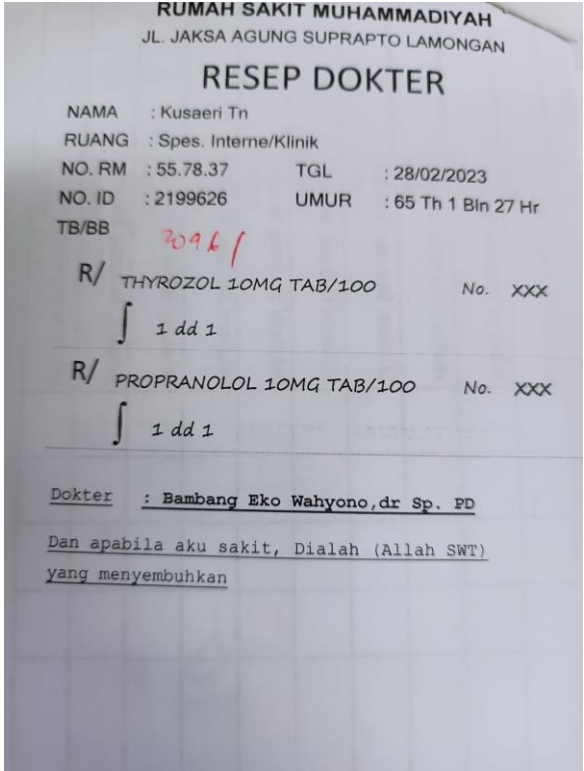 RUMAH SAKIT MUHAMMADIYAH
JL. JAKSA AGUNG SUPRAPTO LAMONGAN
RESEP DOKTER
NAMA : Kusaeri Tn
RUANG : Spes. Interne/Klinik
NO. RM : 55.78.37 TGL : 28/02/2023
NO. ID : 2199626 UMUR : 65 Th 1 Bln 27 Hr
TB/BB
R/ THYROZOL 10MG TAB/100 No. XXX
∫ 1 dd 1
R/ PROPRANOLOL 10MG TAB/100 No. XXX
∫ 1 dd 1
Dokter : Bambang Eko Wahyono,dr Sp. PD
Dan apabila aku sakit, Dialah (Allah SWT)
yang menyembuhkan